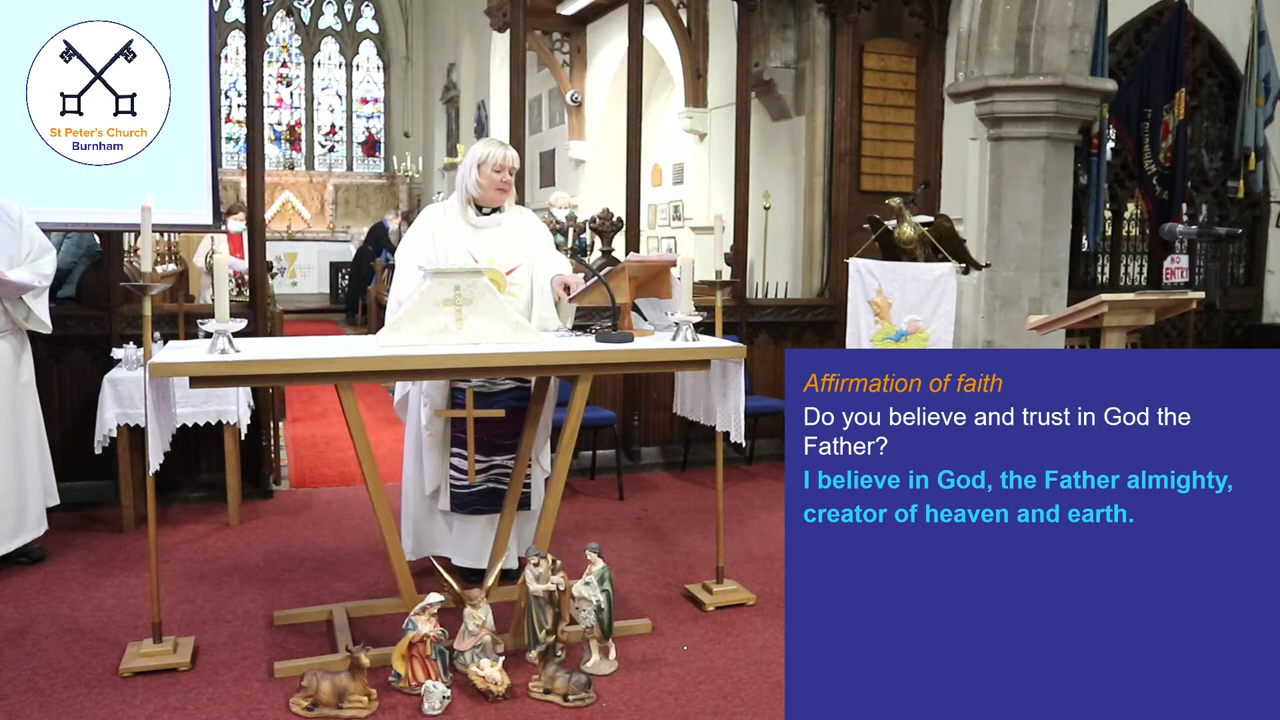 St Peter's Church
Burnham
NO
ENTRY
Affirmation of faith
Do you believe and trust in God the
Father?
I believe in God, the Father almighty,
creator of heaven and earth.